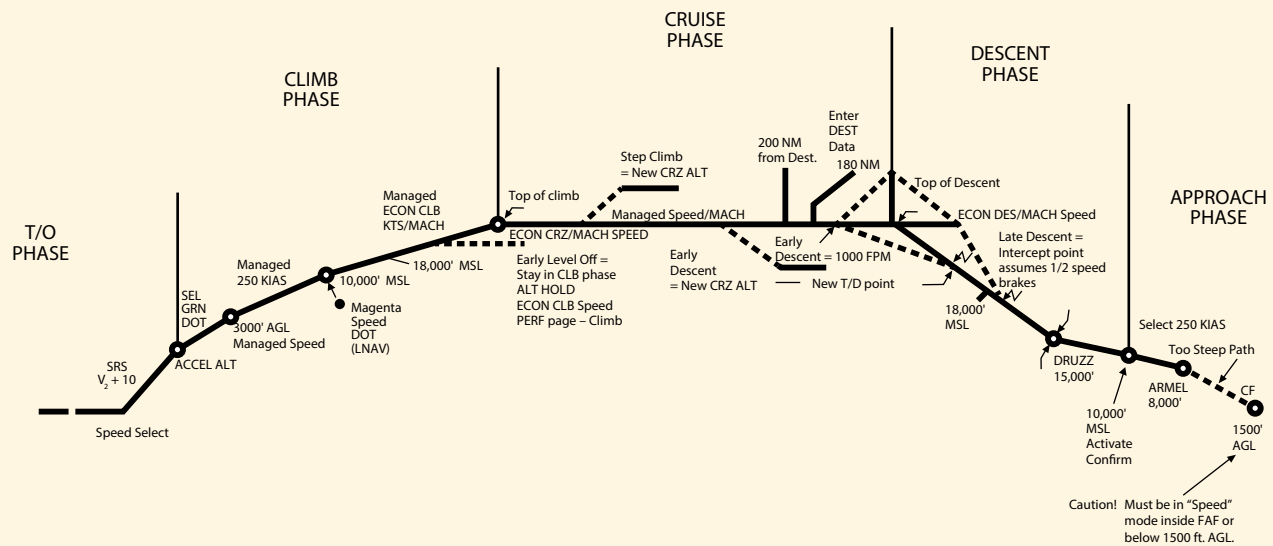 CRUISE
PHASE
DESCENT
PHASE
CLIMB
PHASE
APPROACH
PHASE
T/O
PHASE
SRS
V2 + 10
Speed Select
ACCEL ALT
SEL
GRN
DOT
3000' AGL
Managed Speed
Managed
250 KIAS
10,000' MSL
Magenta
Speed
DOT
(LNAV)
Managed
ECON CLB
KTS/MACH
18,000' MSL
Top of climb
ECON CRZ/MACH SPEED
Early Level Off =
Stay in CLB phase
ALT HOLD
ECON CLB Speed
PERF page – Climb
Step Climb
= New CRZ ALT
Managed Speed/MACH
Early
Descent
= New CRZ ALT
200 NM
from Dest.
Enter
DEST
Data
180 NM
Early
Descent = 1000 FPM
New T/D point
Top of Descent
ECON DES/MACH Speed
Late Descent =
Intercept point
assumes 1/2 speed
brakes
18,000'
MSL
DRUZZ
15,000'
Select 250 KIAS
Too Steep Path
10,000'
MSL
Activate
Confirm
ARMEL
8,000'
CF
1500'
AGL
Caution! Must be in “Speed”
mode inside FAF or
below 1500 ft. AGL.